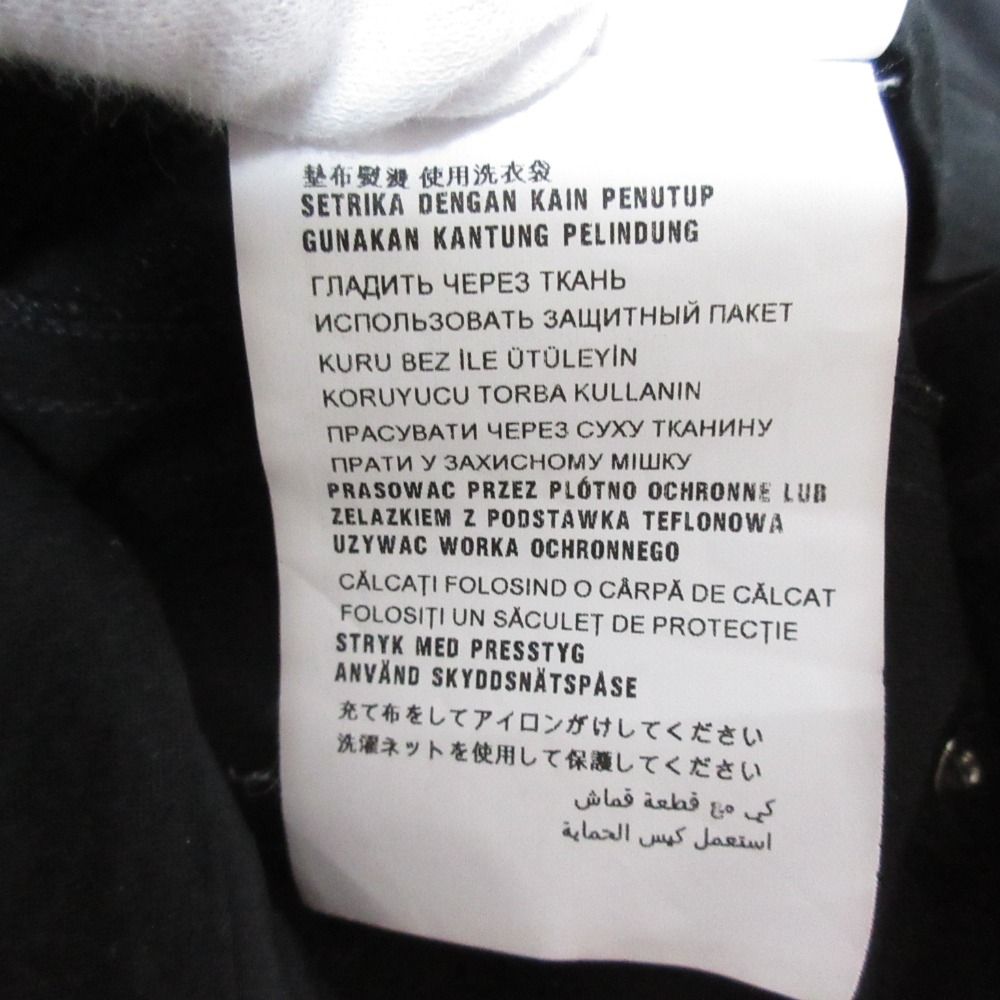 墊布熨燙 使用洗衣袋
SETRIKA DENGAN KAIN PENUTUP
GUNAKAN KANTUNG PELINDUNG
ГЛАДИТЬ ЧЕРЕЗ ТКАНЬ
ИСПОЛЬЗОВАТЬ ЗАЩИТНЫЙ ПАКЕТ
KURU BEZ İLE ÜTÜLEYİN
KORUYUCU TORBA KULLANIN
ПРАСУВАТИ ЧЕРЕЗ СУХУ ТКАНИНУ
ПРАТИ У ЗАХИСНОМУ МІШКУ
PRASOWAC PRZEZ PLÓTNO OCHRONNE LUB
ZELAZKIEM Z PODSTAWKA TEFLONOWA
UZYWAC WORKA OCHRONNEGO
CĂLCAȚI FOLOSIND O CÂRPĂ DE CĂLCAT
FOLOSIȚI UN SĂCULEȚ DE PROTECȚIE
STRYK MED PRESSTYG
ANVÄND SKYDDSNÄTSPÅSE
充て布をしてアイロンがけしてください
洗濯ネットを使用して保護してください
كي مع قطعة قماش
استعمل كيس الحماية